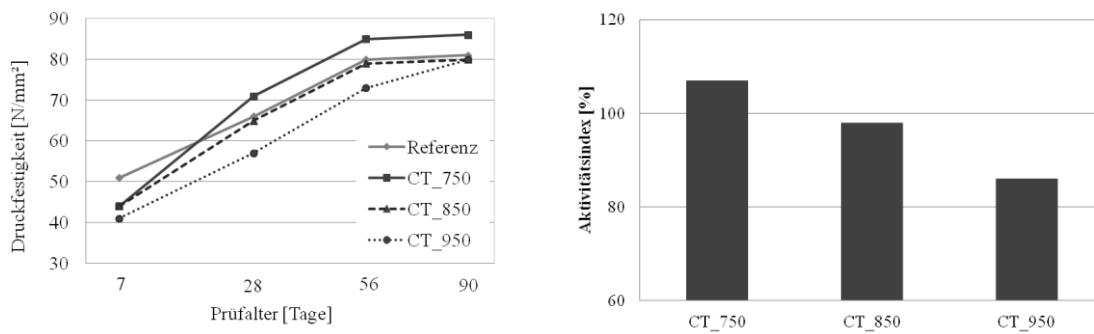 90
80
70
60
50
40
30
Druckfestigkeit [N/mm²]
Referenz
CT_750
CT_850
CT_950
7 28 56 90
Prüfalter [Tage]
120
100
80
60
Aktivitätsindex [%]
CT_750 CT_850 CT_950